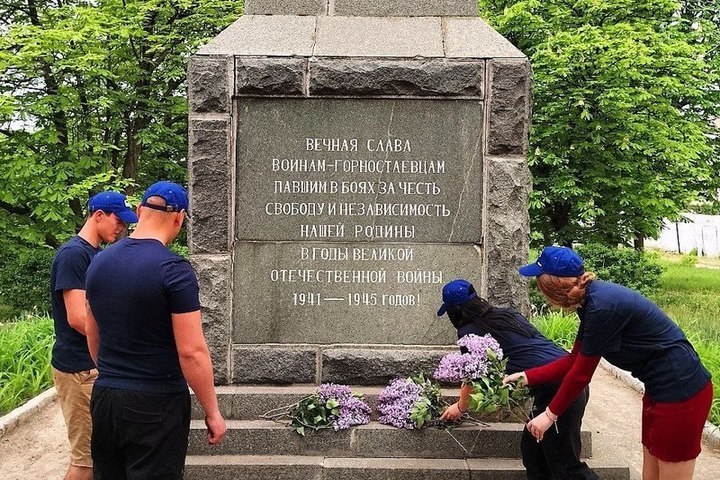 ВЕЧНАЯ СЛАВА
ВОИНАМ-ГОРНОСТАЕВЦАМ
ПАВШИМ В БОЯХ ЗА ЧЕСТЬ
СВОБОДУ И НЕЗАВИСИМОСТЬ
НАШЕЙ РОДИНЫ
В ГОДЫ ВЕЛИКОЙ
ОТЕЧЕСТВЕННОЙ ВОЙНЫ
1941 — 1945 ГОДОВ!